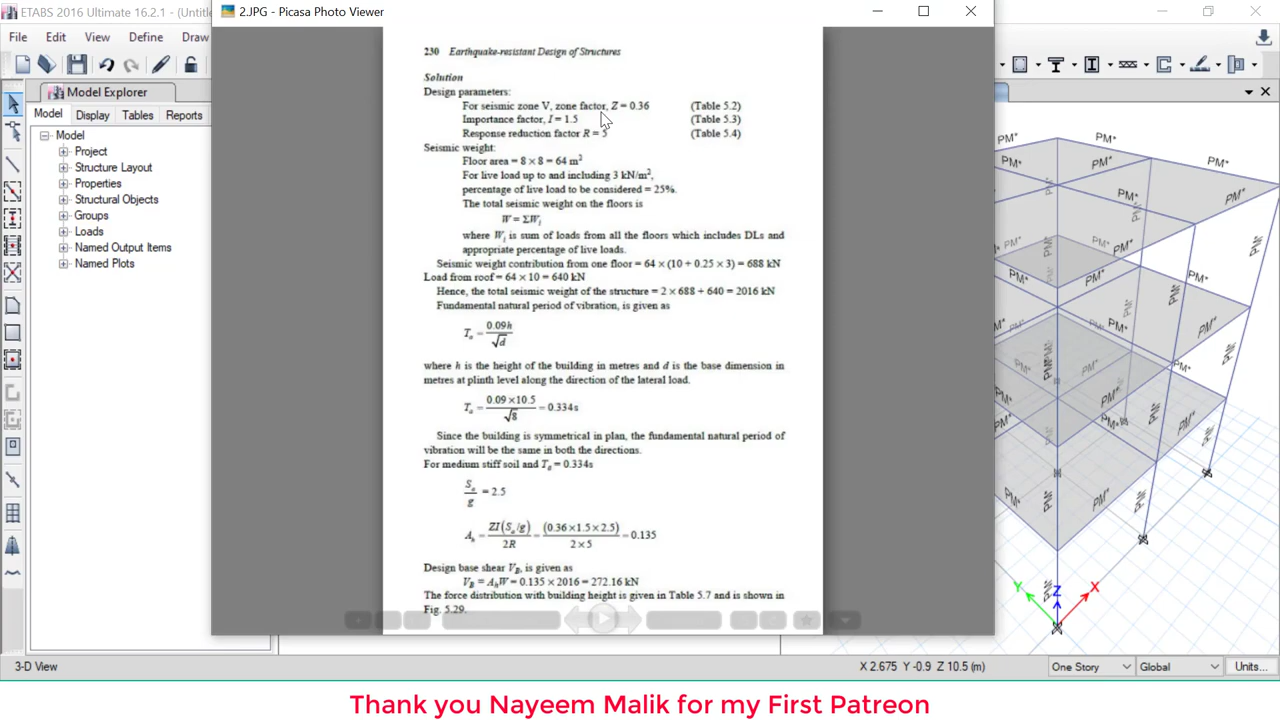 ETABS 2016 Ultimate 16.2.1 - (Untitl
2.JPG - Picasa Photo Viewer
File Edit View Define Draw
Model Explorer
Model Display Tables Reports
Model
Project
Structure Layout
Properties
Structural Objects
Groups
Loads
Named Output Items
Named Plots
230 Earthquake-resistant Design of Structures
Solution
Design parameters:
For seismic zone V, zone factor, Z = 0.36 (Table 5.2)
Importance factor, I = 1.5 (Table 5.3)
Response reduction factor R = 5 (Table 5.4)
Seismic weight:
Floor area = 8 × 8 = 64 m²
For live load up to and including 3 kN/m²,
percentage of live load to be considered = 25%.
The total seismic weight on the floors is
W = ΣWᵢ
where Wᵢ is sum of loads from all the floors which includes DLs and
appropriate percentage of live loads.
Seismic weight contribution from one floor = 64 × (10 + 0.25 × 3) = 688 kN
Load from roof = 64 × 10 = 640 kN
Hence, the total seismic weight of the structure = 2 × 688 + 640 = 2016 kN
Fundamental natural period of vibration, is given as
Tₐ = 0.09h / √d
where h is the height of the building in metres and d is the base dimension in
metres at plinth level along the direction of the lateral load.
Tₐ = 0.09 × 10.5 / √8 = 0.334s
Since the building is symmetrical in plan, the fundamental natural period of
vibration will be the same in both the directions.
For medium stiff soil and Tₐ = 0.334s
Sₐ / g = 2.5
Aₕ = ZI(Sₐ/g) / 2R = (0.36×1.5×2.5) / 2×5 = 0.135
Design base shear V_B, is given as
V_B = AₕW = 0.135 × 2016 = 272.16 kN
The force distribution with building height is given in Table 5.7 and is shown in
Fig. 5.29.
PM* PM*
PM* PM*
PM* PM*
PM* PM*
PM* PM*
PM* PM*
Y Z X
3-D View X 2.675 Y -0.9 Z 10.5 (m) One Story Global Units...
Thank you Nayeem Malik for my First Patreon